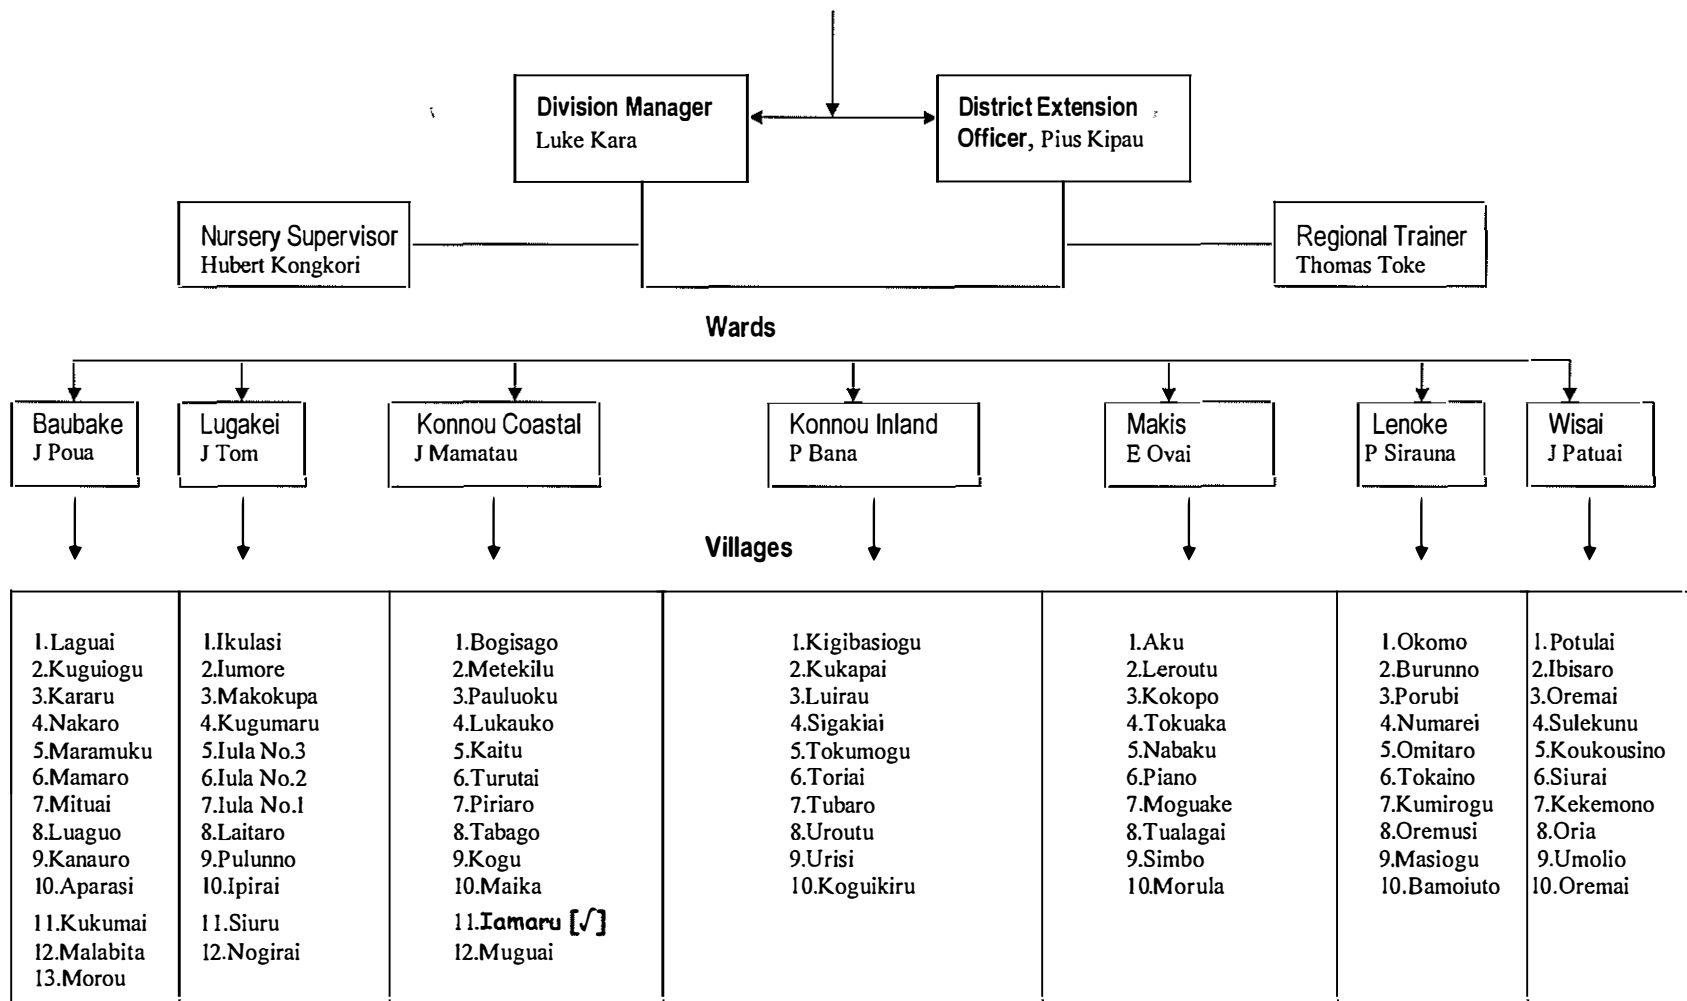 Division Manager
Luke Kara
District Extension
Officer, Pius Kipau
Nursery Supervisor
Hubert Kongkori
Regional Trainer
Thomas Toke
Wards
Baubake
J Poua
Lugakei
J Tom
Konnou Coastal
J Mamatau
Konnou Inland
P Bana
Makis
E Ovai
Lenoke
P Sirauna
Wisai
J Patuai
Villages
1.Laguai
2.Kuguiogu
3.Kararu
4.Nakaro
5.Maramuku
6.Mamaro
7.Mituai
8.Luaguo
9.Kanauro
10.Aparasi
11.Kukumai
12.Malabita
13.Morou
1.Ikulasi
2.Iumore
3.Makokupa
4.Kugumaru
5.Iula No.3
6.Iula No.2
7.Iula No.1
8.Laitaro
9.Pulunno
10.Ipirai
11.Siuru
12.Nogirai
1.Bogisago
2.Metekilu
3.Pauluoku
4.Lukauko
5.Kaitu
6.Turutai
7.Piriaro
8.Tabago
9.Kogu
10.Maika
11.Iamaru [√]
12.Muguai
1.Kigibasiogu
2.Kukapai
3.Luirau
4.Sigakiai
5.Tokumogu
6.Toriai
7.Tubaro
8.Uroutu
9.Urisi
10.Koguikiru
1.Aku
2.Leroutu
3.Kokopo
4.Tokuaka
5.Nabaku
6.Piano
7.Moguake
8.Tualagai
9.Simbo
10.Morula
1.Okomo
2.Burunno
3.Porubi
4.Numarei
5.Omitaro
6.Tokaino
7.Kumirogu
8.Oremusi
9.Masiogu
10.Bamoiuto
1.Potulai
2.Ibisaro
3.Oremai
4.Sulekunu
5.Koukousino
6.Siurai
7.Kekemono
8.Oria
9.Umolio
10.Oremai